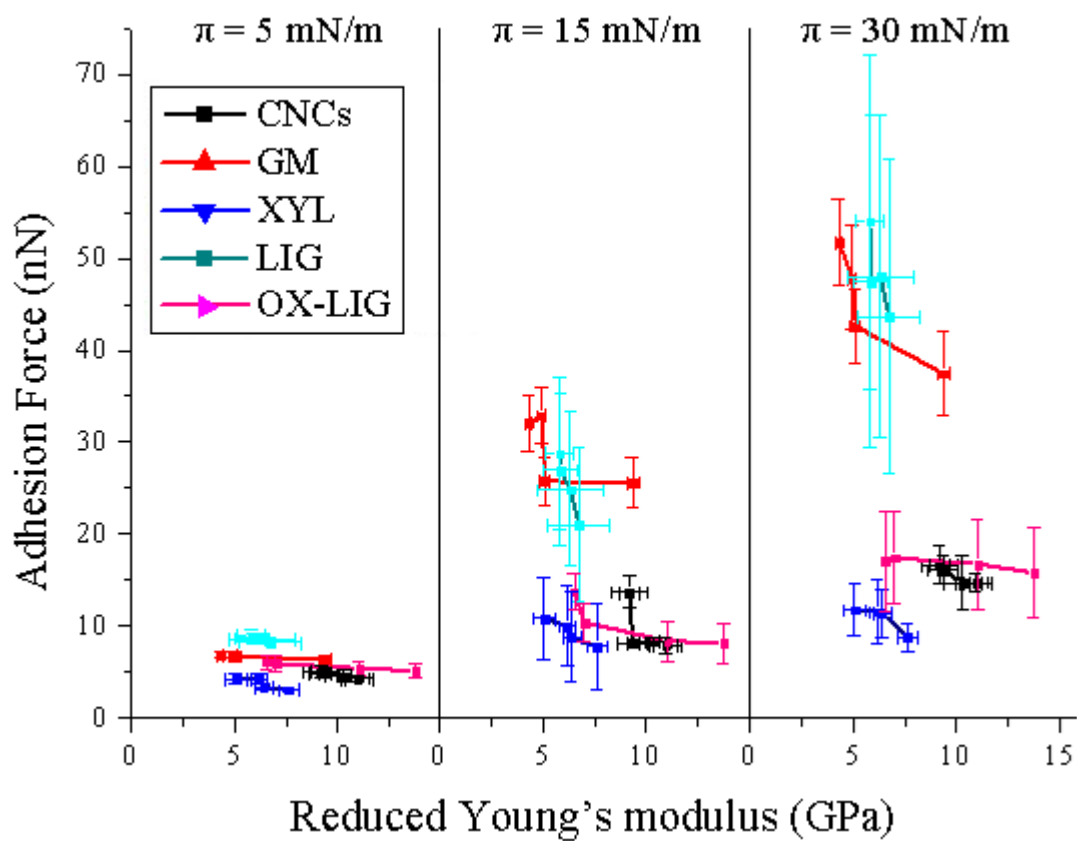 π = 5 mN/m π = 15 mN/m π = 30 mN/m
70
60
50
40
30
20
10
0
CNCs
GM
XYL
LIG
OX-LIG
Adhesion Force (nN)
0 5 10 0 5 10 0 5 10 15
Reduced Young's modulus (GPa)